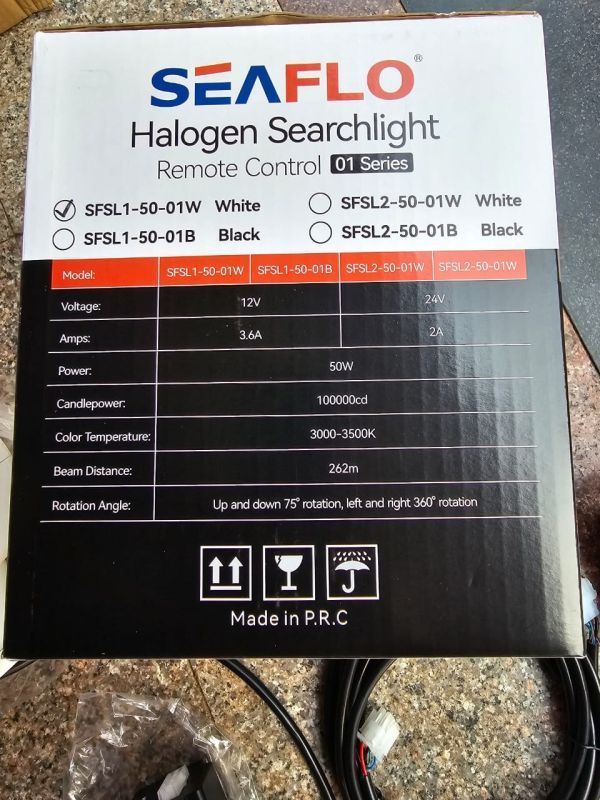 SEAFLO®
Halogen Searchlight
Remote Control 01 Series
SFSL1-50-01W White SFSL2-50-01W White
SFSL1-50-01B Black SFSL2-50-01B Black
Model: SFSL1-50-01W SFSL1-50-01B SFSL2-50-01W SFSL2-50-01W
Voltage: 12V 24V
Amps: 3.6A 2A
Power: 50W
Candlepower: 100000cd
Color Temperature: 3000-3500K
Beam Distance: 262m
Rotation Angle: Up and down 75° rotation, left and right 360° rotation
Made in P.R.C